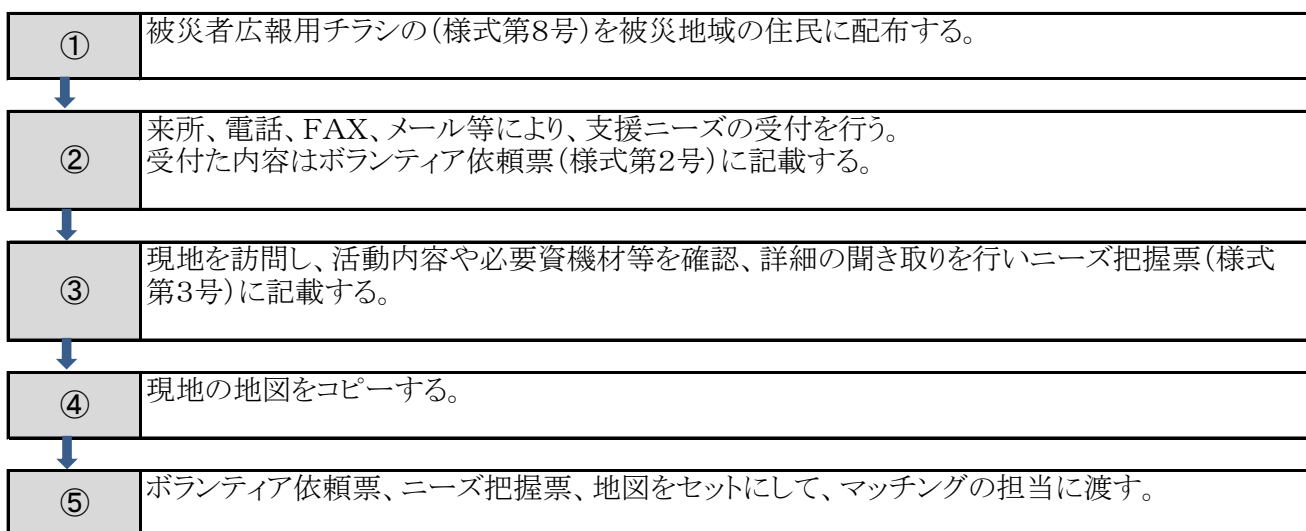 ①
被災者広報用チラシの(様式第8号)を被災地域の住民に配布する。
②
来所、電話、FAX、メール等により、支援ニーズの受付を行う。
受付た内容はボランティア依頼票(様式第2号)に記載する。
③
現地を訪問し、活動内容や必要資機材等を確認、詳細の聞き取りを行いニーズ把握票(様式
第3号)に記載する。
④
現地の地図をコピーする。
⑤
ボランティア依頼票、ニーズ把握票、地図をセットにして、マッチングの担当に渡す。